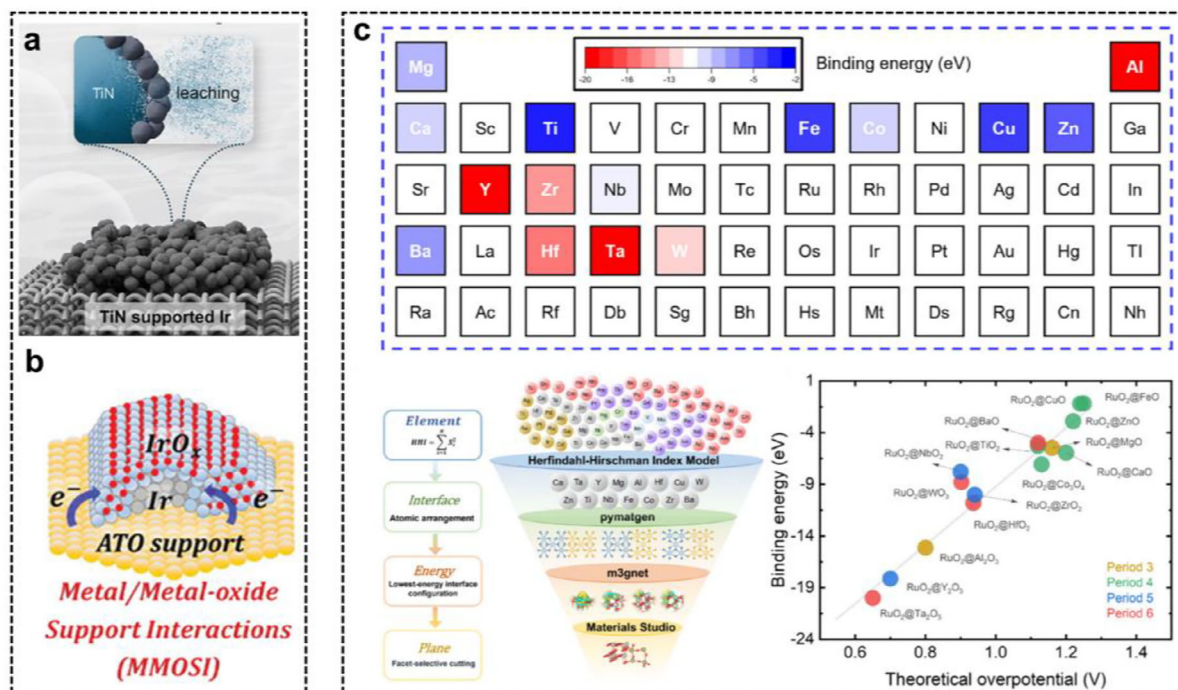 a
TiN
leaching
TiN supported Ir
b
IrOx
e⁻
Ir
e⁻
ATO support
Metal/Metal-oxide
Support Interactions
(MMOSI)
c
Mg
-20 -16 -13 -9 -5 -2
Binding energy (eV)
Al
Ca Sc Ti V Cr Mn Fe Co Ni Cu Zn Ga
Sr Y Zr Nb Mo Tc Ru Rh Pd Ag Cd In
Ba La Hf Ta W Re Os Ir Pt Au Hg Tl
Ra Ac Rf Db Sg Bh Hs Mt Ds Rg Cn Nh
Element
Interface
Atomic arrangement
Energy
Lowest-energy interface
configuration
Plane
Facet-selective cutting
Herfindahl-Hirschman Index Model
Ca Ta Y Mg Al Hf Cu W
Zn Ti Nb Fe Co Zr Ba
pymatgen
m3gnet
Materials Studio
Binding energy (eV)
1
-4
-9
-14
-19
-24
RuO₂@CuO
RuO₂@FeO
RuO₂@BaO
RuO₂@ZnO
RuO₂@TiO₂
RuO₂@MgO
RuO₂@NbO₂
RuO₂@CaO
RuO₂@Co₃O₄
RuO₂@WO₃
RuO₂@ZrO₂
RuO₂@HfO₂
RuO₂@Al₂O₃
RuO₂@Y₂O₃
RuO₂@Ta₂O₅
Period 3
Period 4
Period 5
Period 6
0.6 0.8 1.0 1.2 1.4
Theoretical overpotential (V)